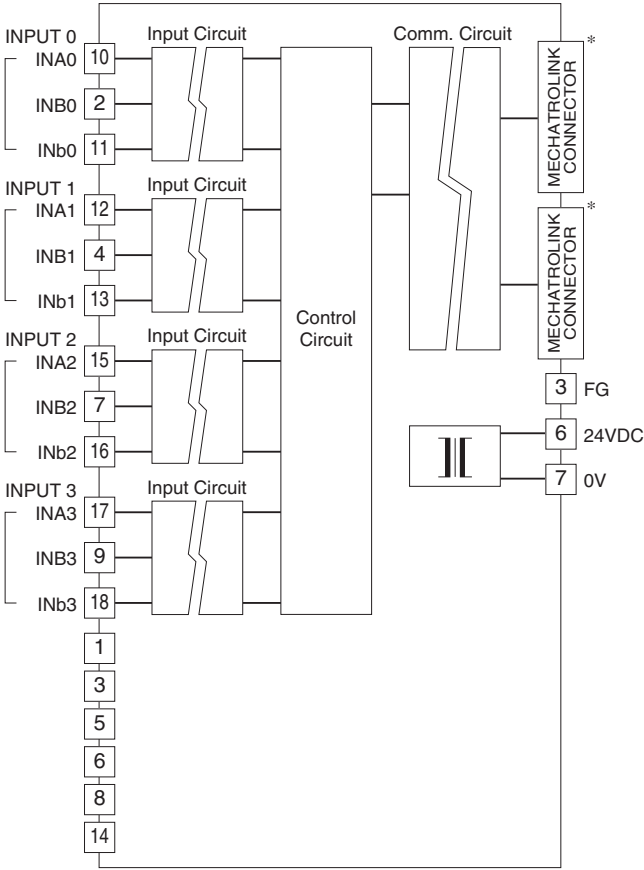 INPUT 0
Input Circuit
Comm. Circuit
INA0 10
INB0 2
INb0 11
MECHATROLINK
CONNECTOR
*
INPUT 1
Input Circuit
INA1 12
INB1 4
INb1 13
MECHATROLINK
CONNECTOR
*
Control
Circuit
INPUT 2
Input Circuit
INA2 15
INB2 7
INb2 16
3 FG
6 24VDC
7 0V
INPUT 3
Input Circuit
INA3 17
INB3 9
INb3 18
1
3
5
6
8
14